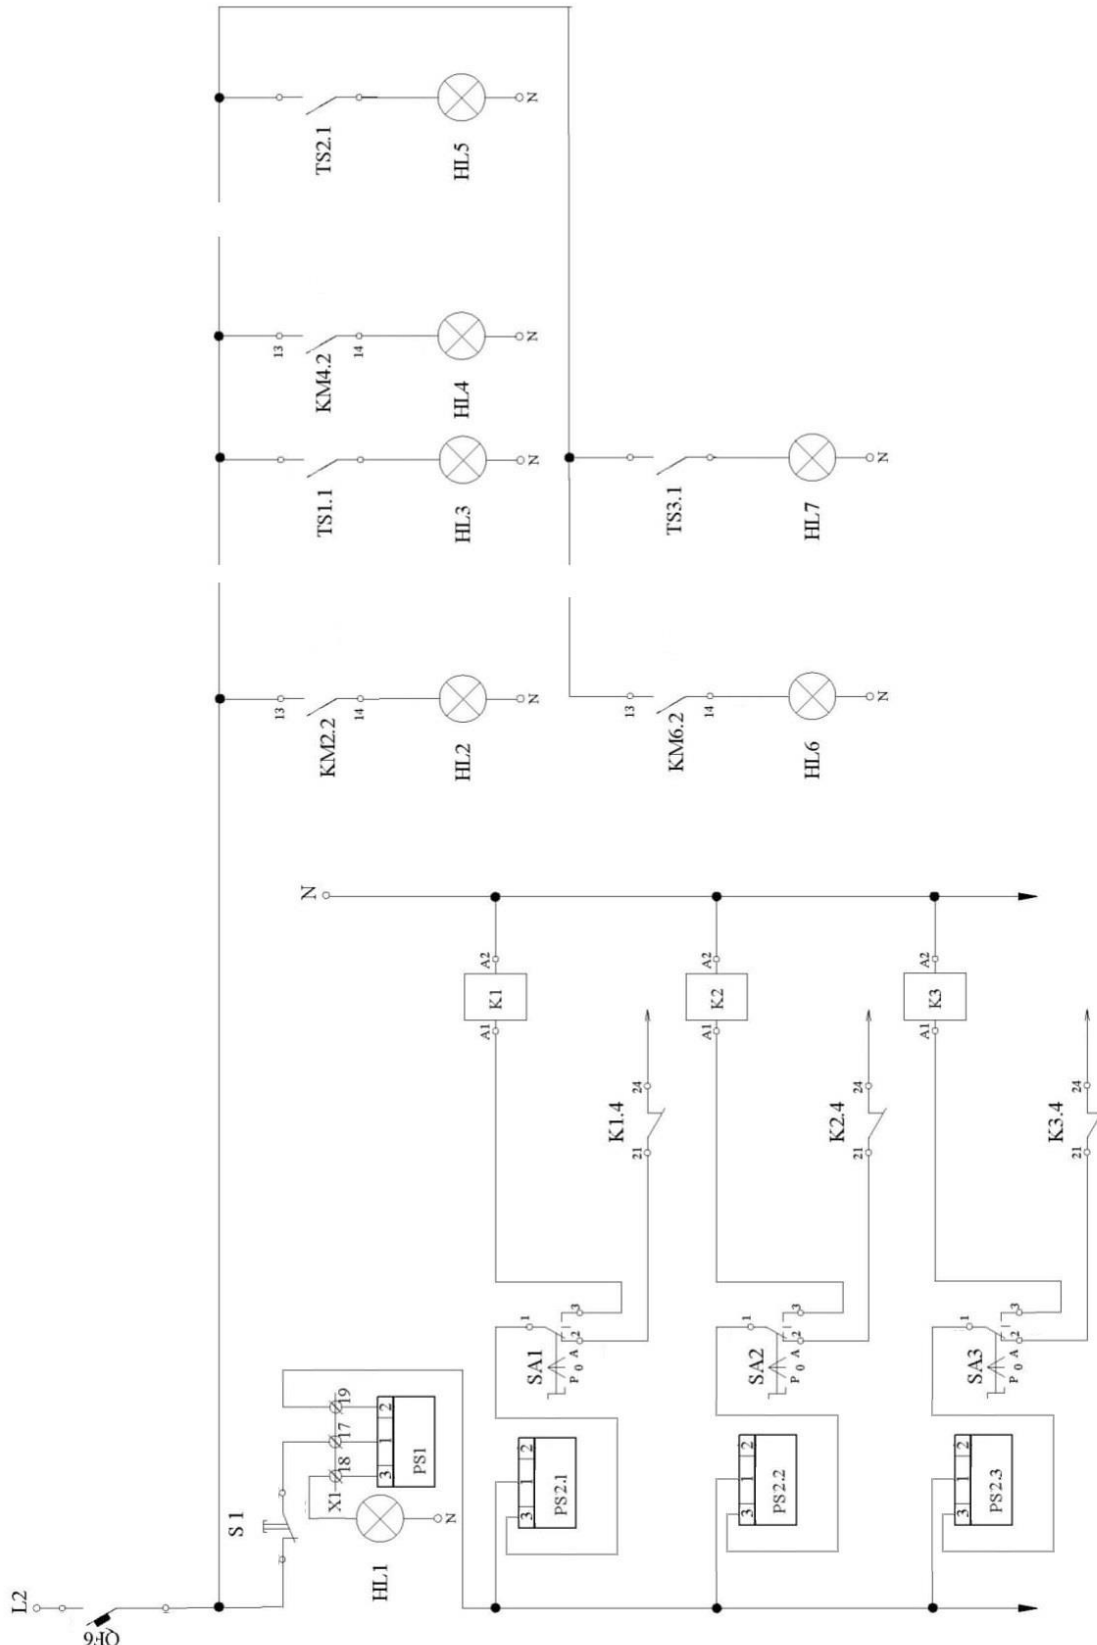 TS2.1
HL5
N
13
KM4.2
14
HL4
N
TS1.1
HL3
N
TS3.1
HL7
N
13
KM2.2
14
HL2
N
13
KM6.2
14
HL6
N
N
A2
K1
A1
A2
K2
A1
A2
K3
A1
24
K1.4
21
24
K2.4
21
24
K3.4
21
SA1
1
2
3
P 0 A
SA2
1
2
3
P 0 A
SA3
1
2
3
P 0 A
S1
X1
18
17
19
3 1 2
PS1
HL1
N
3 1 2
PS2.1
3 1 2
PS2.2
3 1 2
PS2.3
L2
QF6